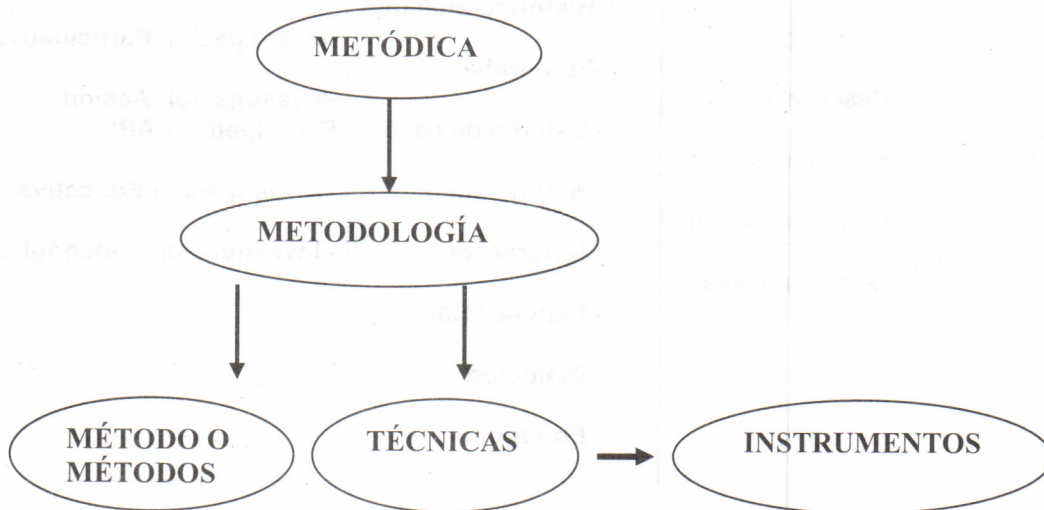 METÓDICA
METODOLOGÍA
MÉTODO O
MÉTODOS
TÉCNICAS
INSTRUMENTOS